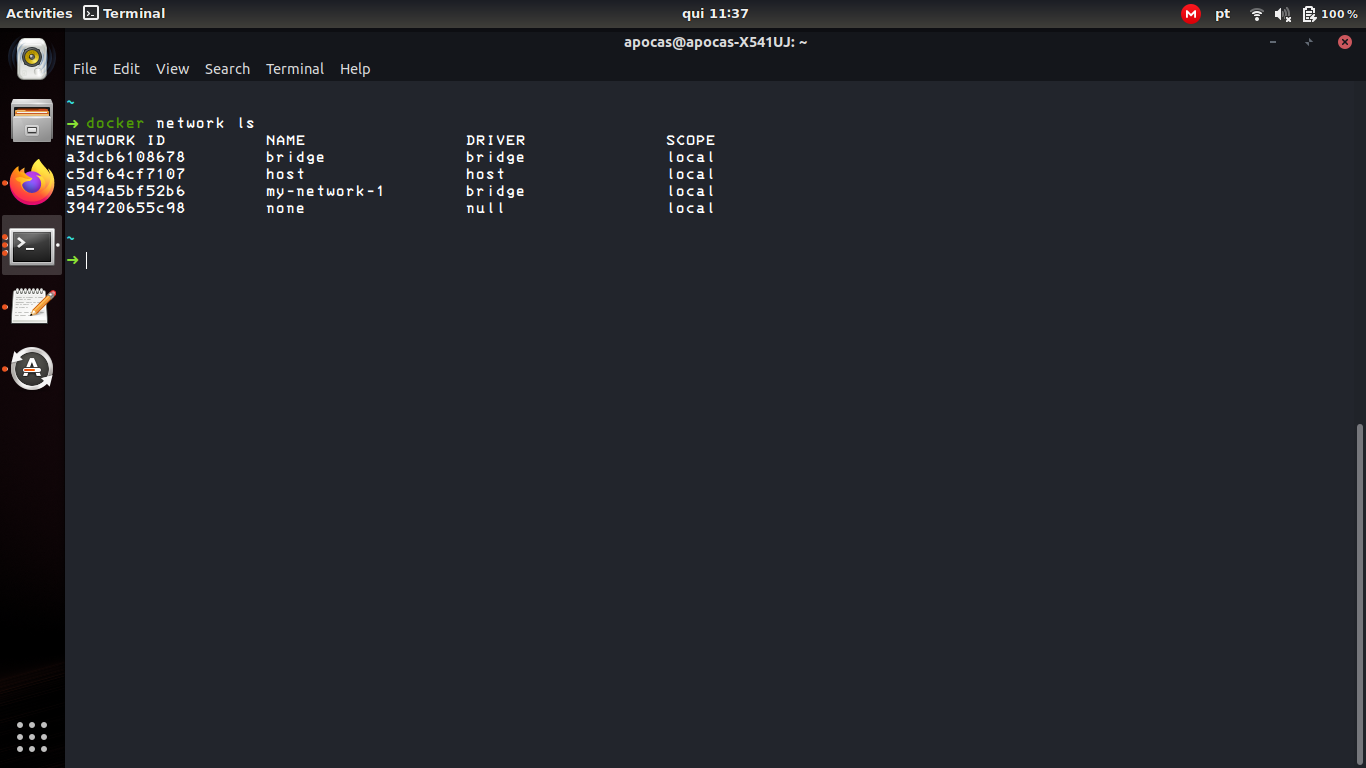 Activities Terminal qui 11:37 M pt 100 %
apocas@apocas-X541UJ: ~
File Edit View Search Terminal Help
~
➜ docker network ls
NETWORK ID NAME DRIVER SCOPE
a3dcb6108678 bridge bridge local
c5df64cf7107 host host local
a594a5bf52b6 my-network-1 bridge local
394720655c98 none null local
~
➜